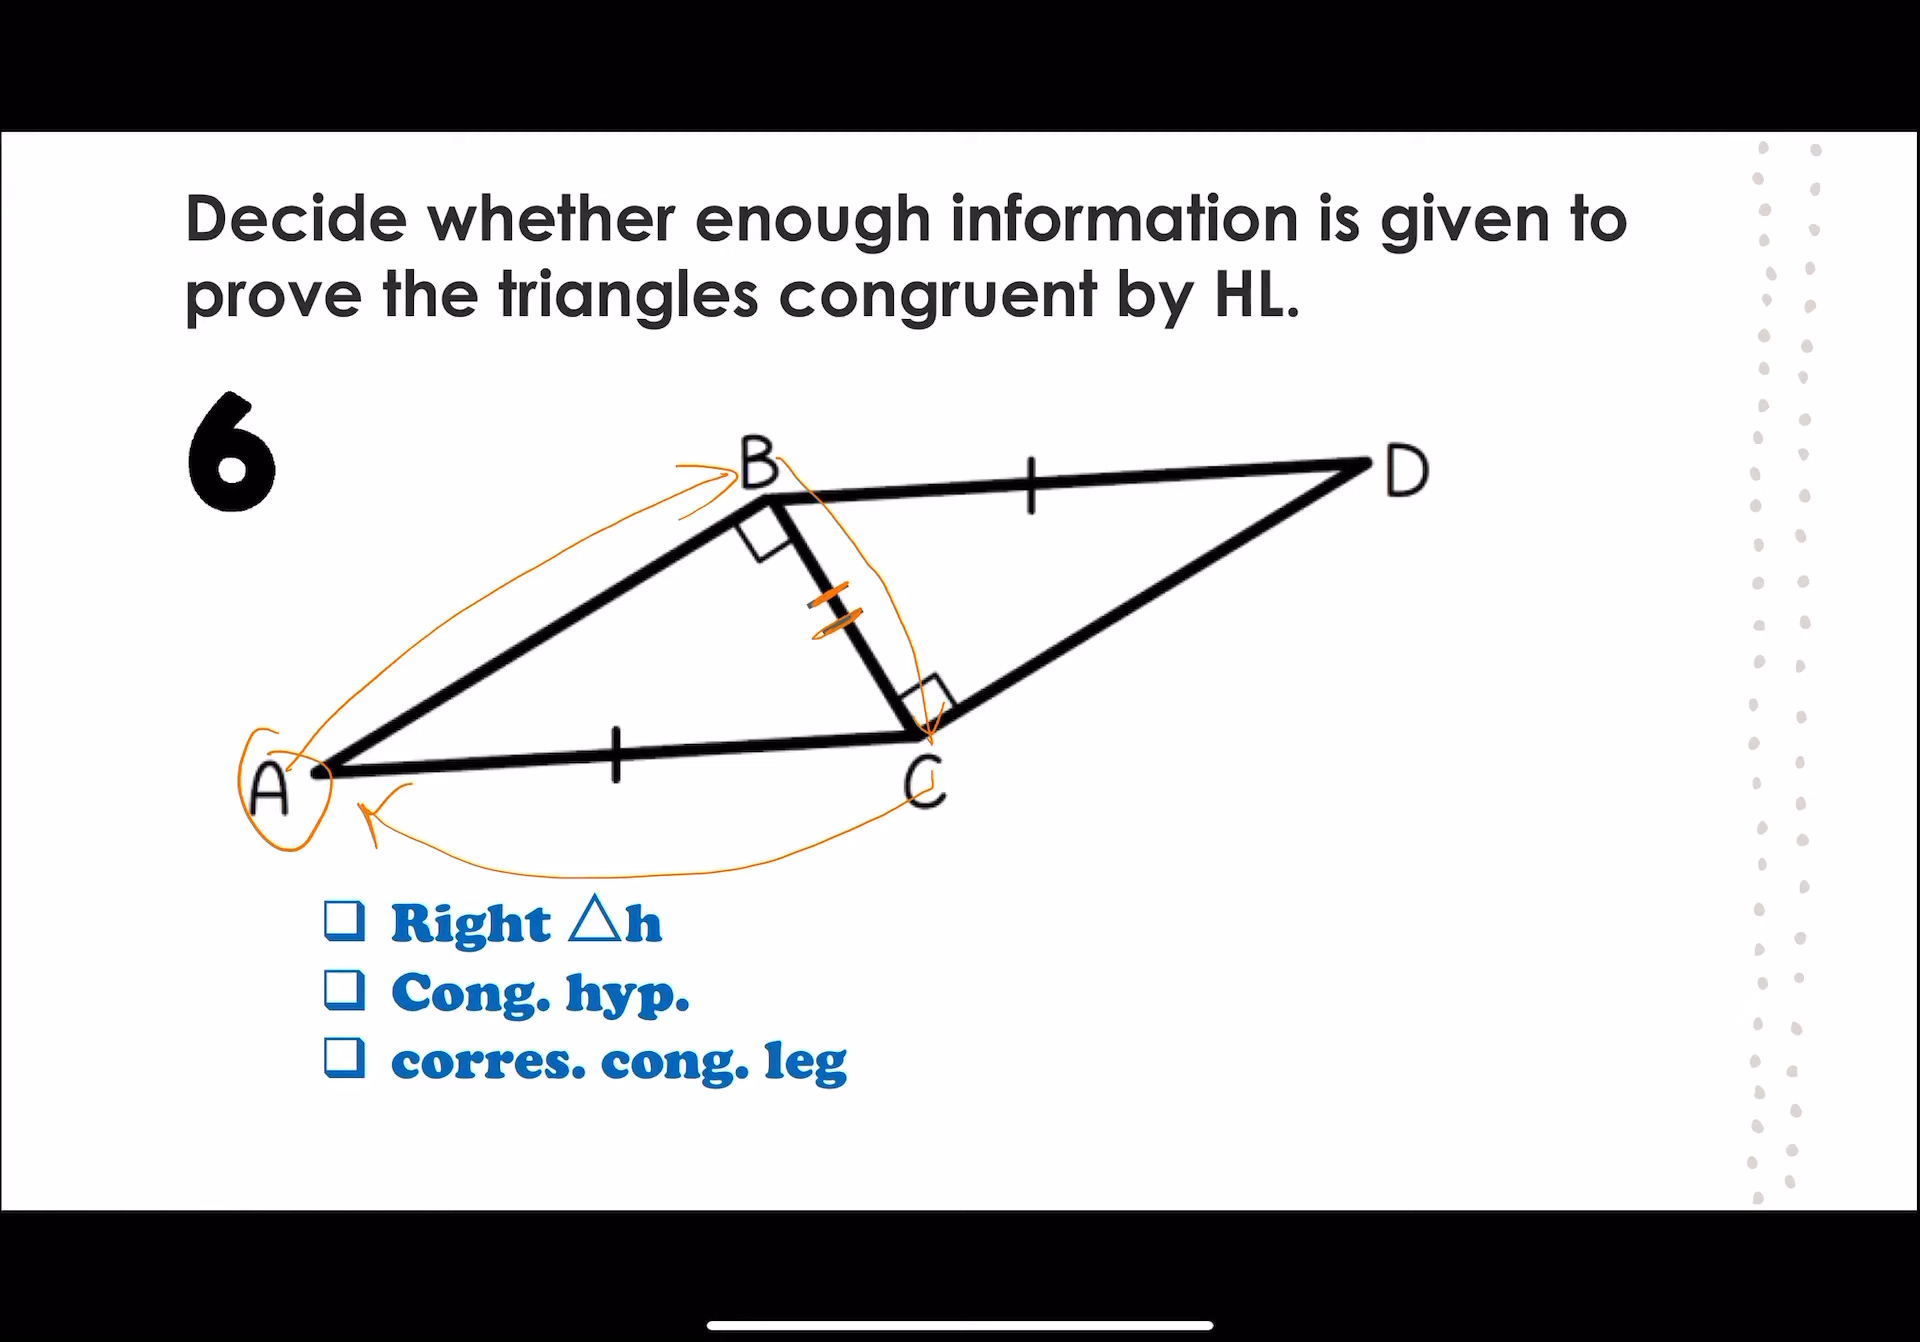 Decide whether enough information is given to
prove the triangles congruent by HL.
6
B
D
A
C
Right △h
Cong. hyp.
corres. cong. leg